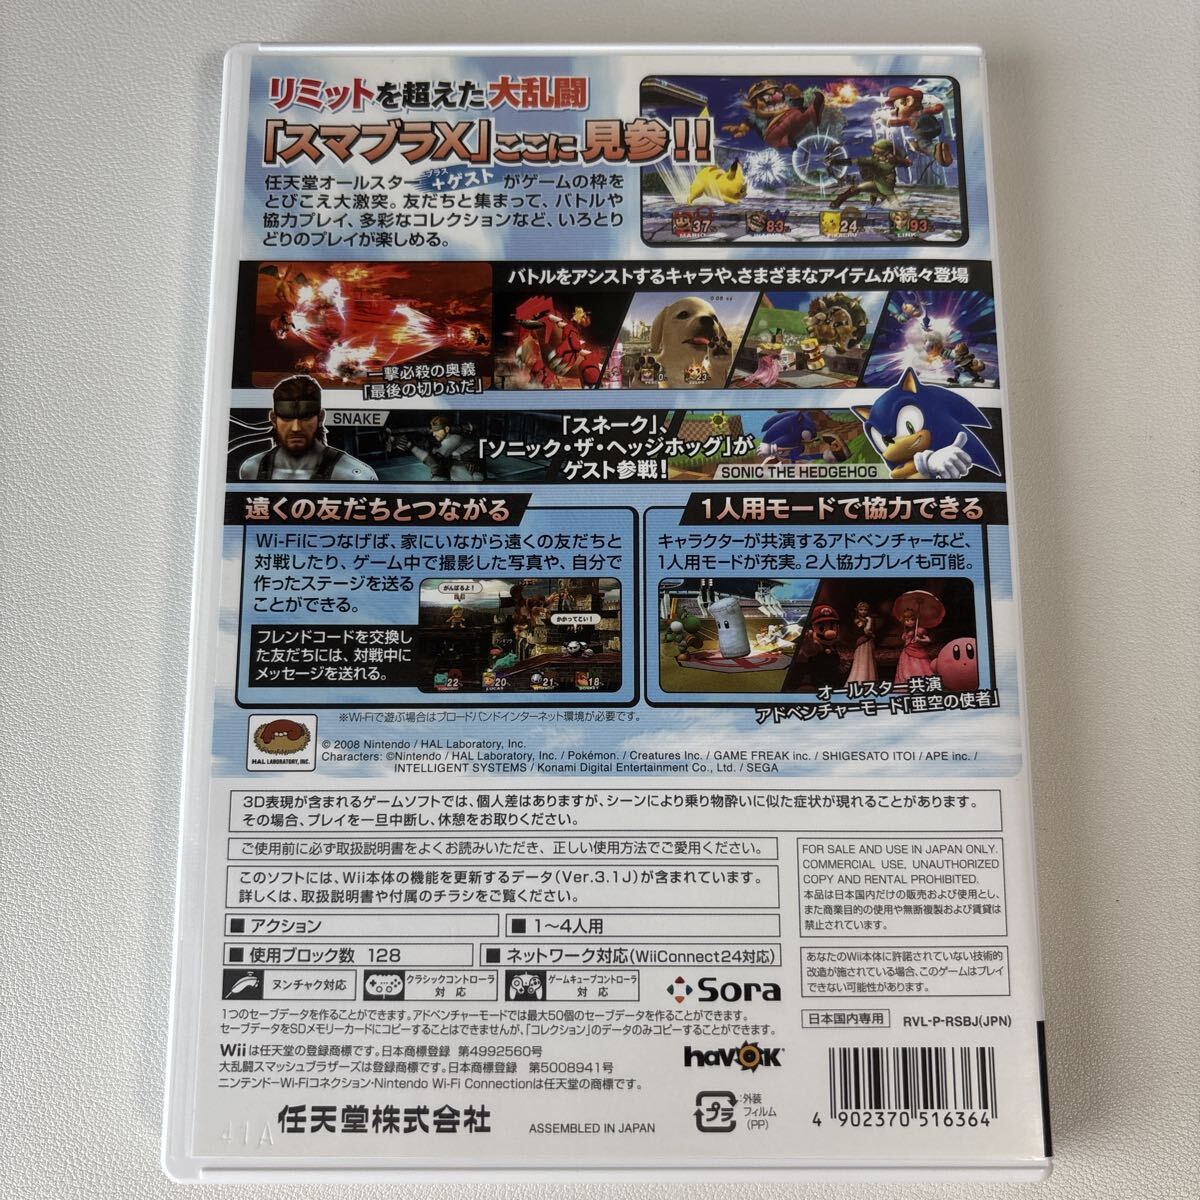 リミットを超えた大乱闘
「スマブラX」ここに見参!!
任天堂オールスター+ゲストがゲームの枠を
プラス
とびこえ大激突。友だちと集まって、バトルや
協力プレイ、多彩なコレクションなど、いろとり
どりのプレイが楽しめる。
37 83 24 93
MARIO PIKACHU LINK
バトルをアシストするキャラや、さまざまなアイテムが続々登場
一撃必殺の奥義
「最後の切りふだ」
SNAKE
「スネーク」、
「ソニック・ザ・ヘッジホッグ」が
ゲスト参戦!
SONIC THE HEDGEHOG
遠くの友だちとつながる
Wi-Fiにつなげば、家にいながら遠くの友だちと
対戦したり、ゲーム中で撮影した写真や、自分で
作ったステージを送る
ことができる。
フレンドコードを交換し
た友だちには、対戦中に
メッセージを送れる。
がんばるよ!
かかってこい!
22 20 21 18
LUCAS
※Wi-Fiで遊ぶ場合はブロードバンドインターネット環境が必要です。
1人用モードで協力できる
キャラクターが共演するアドベンチャーなど、
1人用モードが充実。2人協力プレイも可能。
オールスター共演
アドベンチャーモード「亜空の使者」
HAL LABORATORY, INC.
© 2008 Nintendo / HAL Laboratory, Inc.
Characters: ©Nintendo / HAL Laboratory, Inc. / Pokémon. / Creatures Inc. / GAME FREAK inc. / SHIGESATO ITOI / APE inc. /
INTELLIGENT SYSTEMS / Konami Digital Entertainment Co., Ltd. / SEGA
3D表現が含まれるゲームソフトでは、個人差はありますが、シーンにより乗り物酔いに似た症状が現れることがあります。
その場合、プレイを一旦中断し、休憩をお取りください。
ご使用前に必ず取扱説明書をよくお読みいただき、正しい使用方法でご愛用ください。
このソフトには、Wii本体の機能を更新するデータ(Ver.3.1J)が含まれています。
詳しくは、取扱説明書や付属のチラシをご覧ください。
FOR SALE AND USE IN JAPAN ONLY.
COMMERCIAL USE, UNAUTHORIZED
COPY AND RENTAL PROHIBITED.
本品は日本国内だけの販売および使用とし、
また商業目的の使用や無断複製および賃貸は
禁止されています。
■ アクション
■ 1~4人用
■ 使用ブロック数 128
■ ネットワーク対応(WiiConnect24対応)
あなたのWii本体に許諾されていない技術的
改造が施されている場合、このゲームはプレイ
できない可能性があります。
ヌンチャク対応
クラシックコントローラ
対応
ゲームキューブコントローラ
対応
Sora
日本国内専用
RVL-P-RSBJ(JPN)
1つのセーブデータを作ることができます。アドベンチャーモードでは最大50個のセーブデータを作ることができます。
セーブデータをSDメモリーカードにコピーすることはできませんが、「コレクション」のデータのみコピーすることができます。
Wiiは任天堂の登録商標です。日本商標登録 第4992560号
大乱闘スマッシュブラザーズは登録商標です。日本商標登録 第5008941号
ニンテンドーWi-Fiコネクション・Nintendo Wi-Fi Connectionは任天堂の商標です。
havok
任天堂株式会社
ASSEMBLED IN JAPAN
プラ
:外装
フィルム
(PP)
4 902370 516364
41A